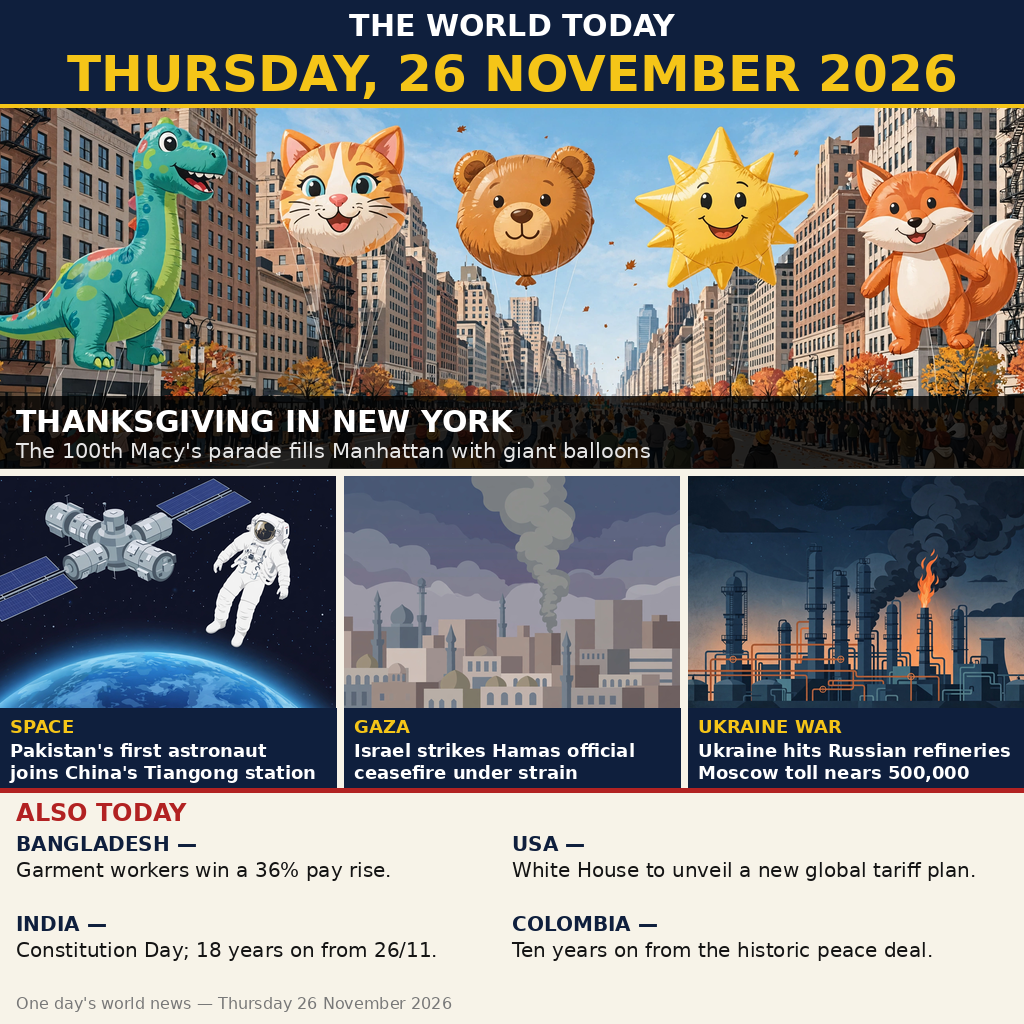 THE WORLD TODAY
THURSDAY, 26 NOVEMBER 2026
THANKSGIVING IN NEW YORK
The 100th Macy's parade fills Manhattan with giant balloons
SPACE
Pakistan's first astronaut
joins China's Tiangong station
GAZA
Israel strikes Hamas official
ceasefire under strain
UKRAINE WAR
Ukraine hits Russian refineries
Moscow toll nears 500,000
ALSO TODAY
BANGLADESH —
Garment workers win a 36% pay rise.
USA —
White House to unveil a new global tariff plan.
INDIA —
Constitution Day; 18 years on from 26/11.
COLOMBIA —
Ten years on from the historic peace deal.
One day's world news — Thursday 26 November 2026